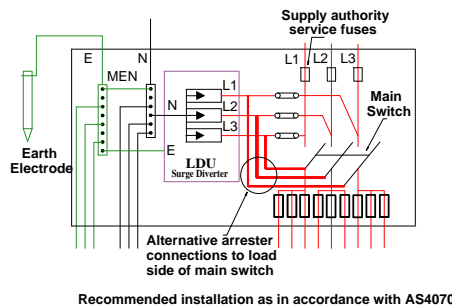 Supply authority
service fuses
E
N
L1
L2
L3
MEN
Main
Switch
L1
N
L2
L3
E
LDU
Surge Diverter
Earth
Electrode
Alternative arrester
connections to load
side of main switch
Recommended installation as in accordance with AS4070